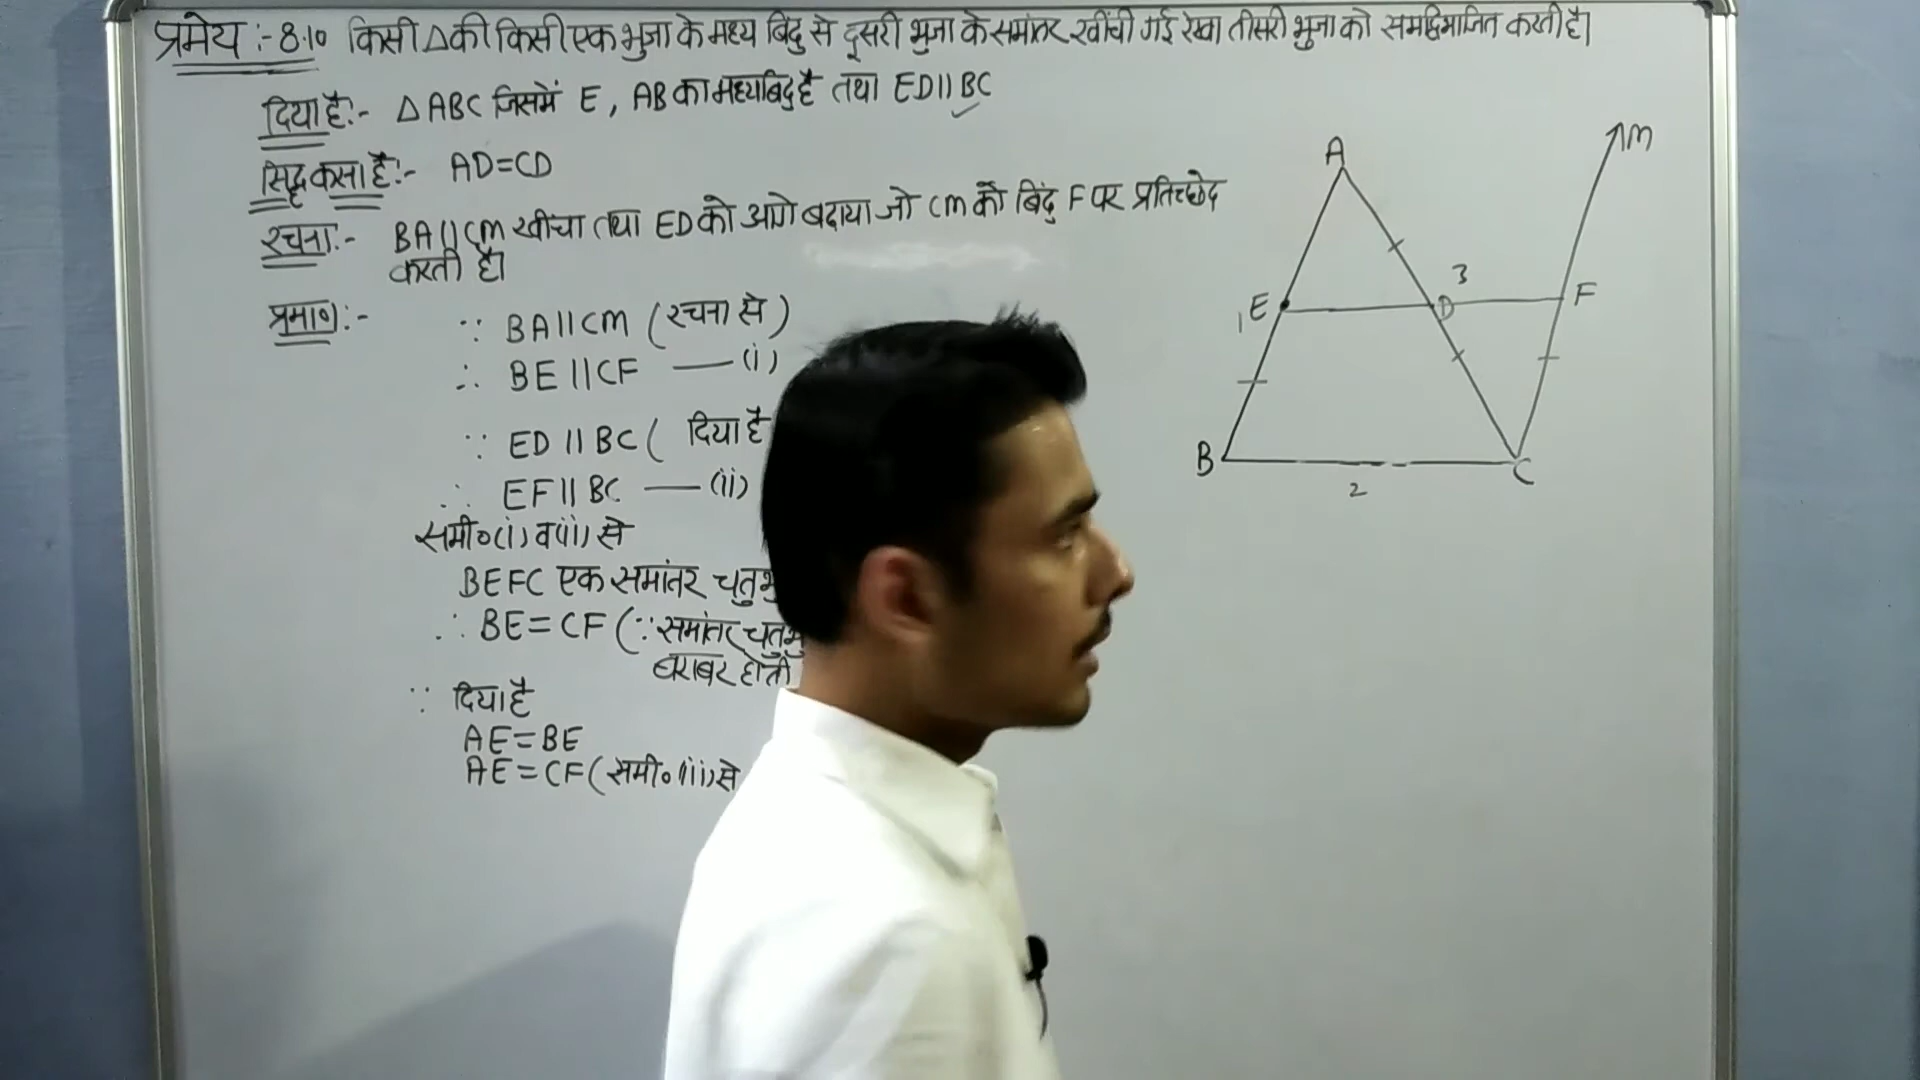 प्रमेय :- 8.10 किसी △ की किसी एक भुजा के मध्य बिंदु से दूसरी भुजा के समांतर खींची गई रेखा तीसरी भुजा को समद्विभाजित करती है।
दिया है:- △ ABC जिसमें E, AB का मध्यबिंदु है तथा ED || BC
सिद्ध करना है:- AD=CD
रचना:- BA || CM खींचा तथा ED को आगे बढ़ाया जो CM को बिंदु F पर प्रतिच्छेद
करती है।
प्रमाण:- ∵ BA || CM (रचना से)
∴ BE || CF — (i)
∵ ED || BC ( दिया है
∴ EF || BC — (ii)
समी० (i) व (ii) से
BEFC एक समांतर
∴ BE = CF (∵ समांतर
बराबर होती
∵ दिया है
AE = BE
AE = CF (समी० (iii) से
A
M
E
1
D
3
F
B
2
C